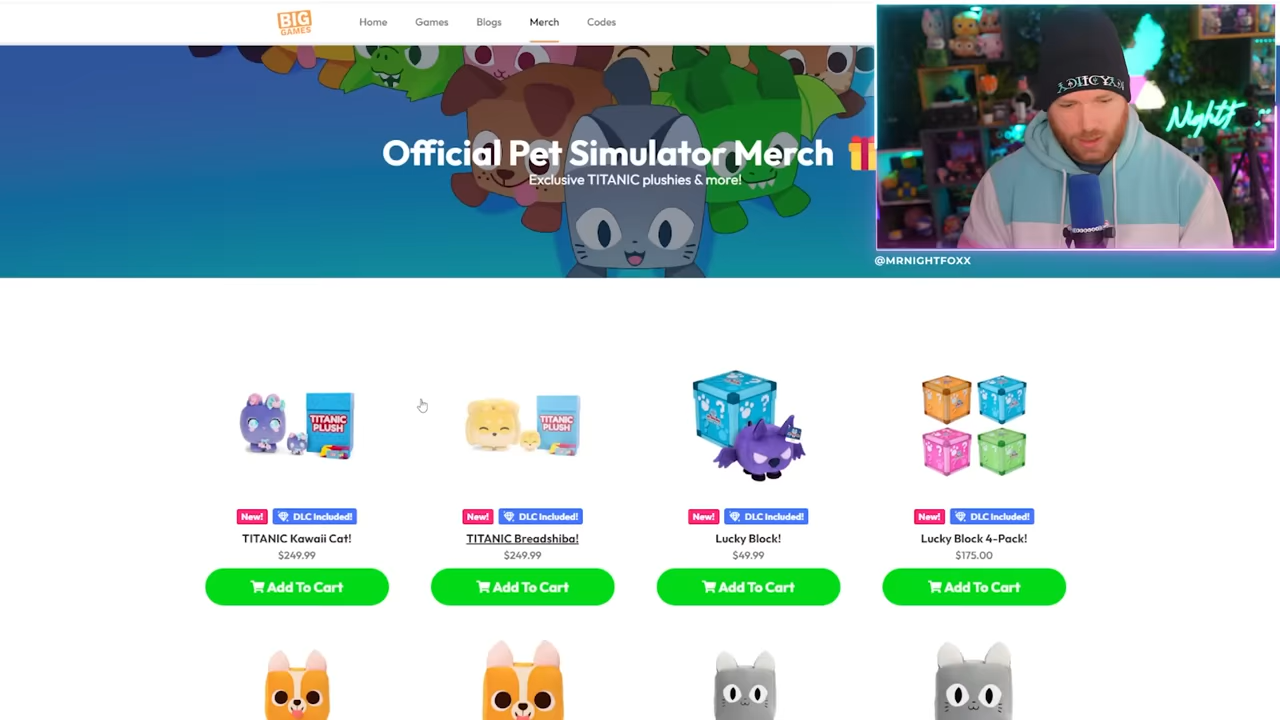 BIG
GAMES
Home
Games
Blogs
Merch
Codes
Official Pet Simulator Merch
Exclusive TITANIC plushies & more!
Night
@MRNIGHTFOXX
TITANIC
PLUSH
TITANIC
PLUSH
New!
DLC Included!
New!
DLC Included!
New!
DLC Included!
New!
DLC Included!
TITANIC Kawaii Cat!
TITANIC Breadshiba!
Lucky Block!
Lucky Block 4-Pack!
$249.99
$249.99
$49.99
$175.00
Add To Cart
Add To Cart
Add To Cart
Add To Cart